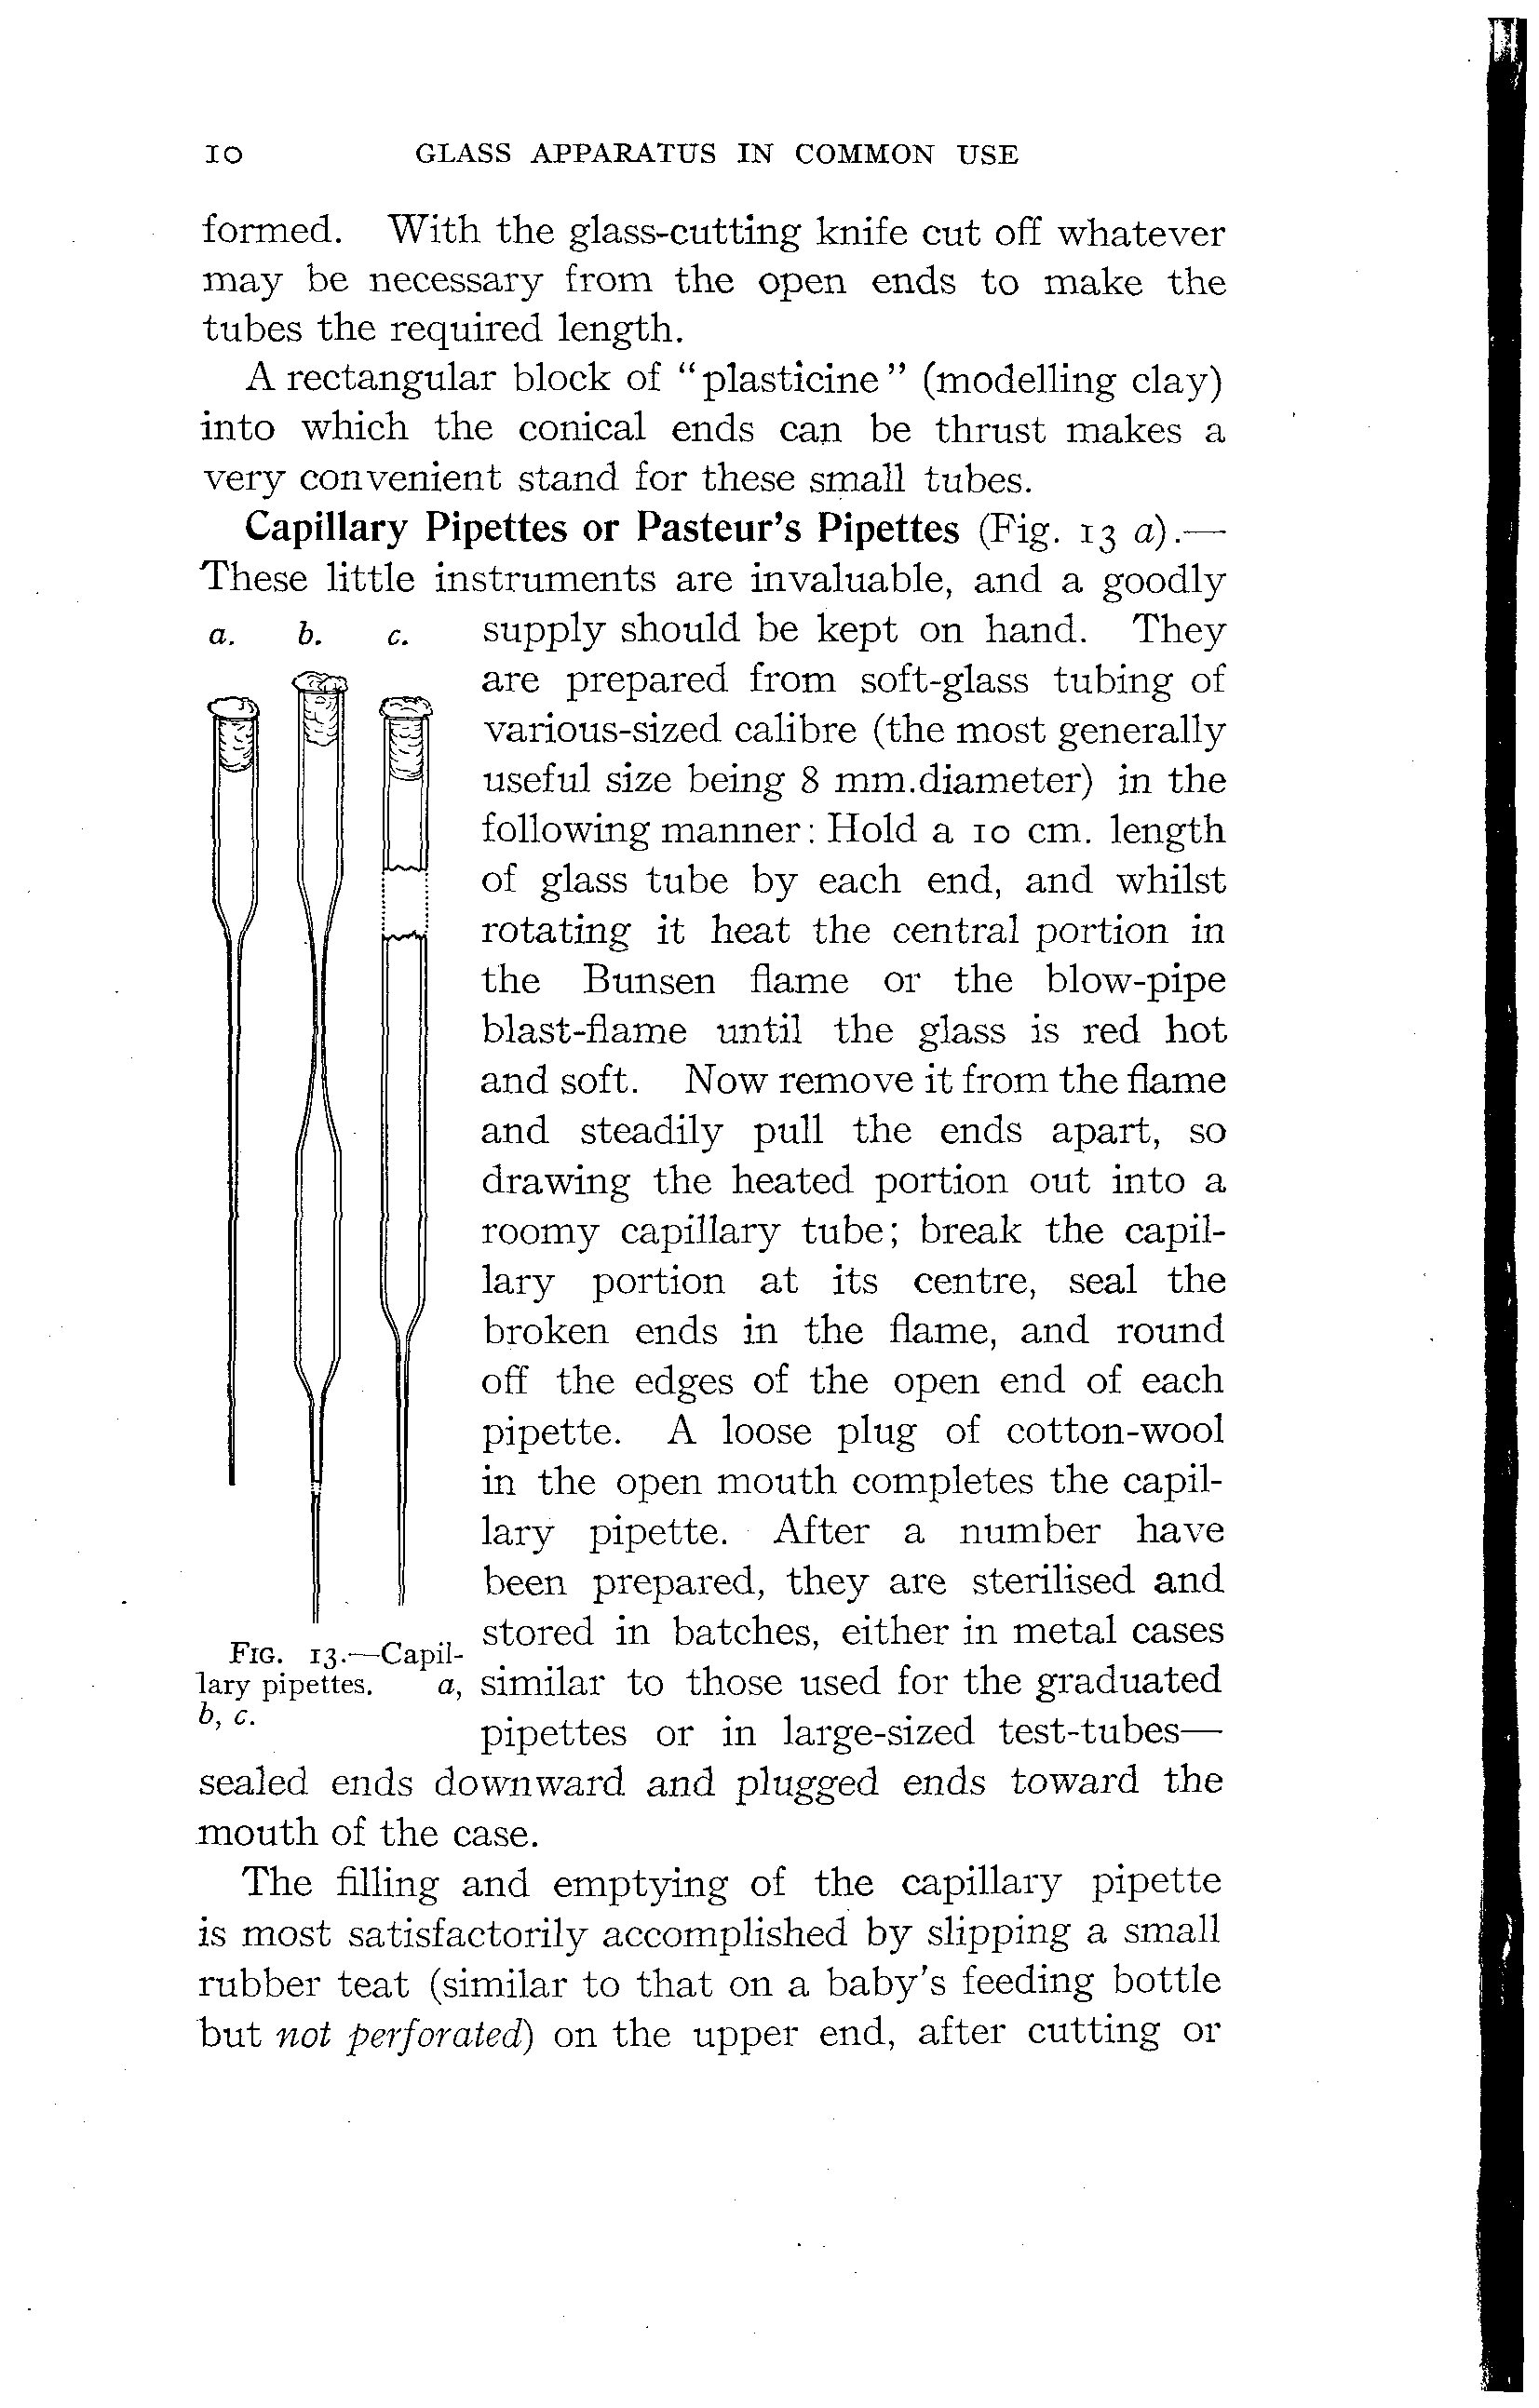 10 GLASS APPARATUS IN COMMON USE
formed. With the glass-cutting knife cut off whatever
may be necessary from the open ends to make the
tubes the required length.
A rectangular block of “plasticine” (modelling clay)
into which the conical ends can be thrust makes a
very convenient stand for these small tubes.
Capillary Pipettes or Pasteur's Pipettes (Fig. 13 a).—
These little instruments are invaluable, and a goodly
a. b. c.
supply should be kept on hand. They
are prepared from soft-glass tubing of
various-sized calibre (the most generally
useful size being 8 mm.diameter) in the
following manner: Hold a 10 cm. length
of glass tube by each end, and whilst
rotating it heat the central portion in
the Bunsen flame or the blow-pipe
blast-flame until the glass is red hot
and soft. Now remove it from the flame
and steadily pull the ends apart, so
drawing the heated portion out into a
roomy capillary tube; break the capil-
lary portion at its centre, seal the
broken ends in the flame, and round
off the edges of the open end of each
pipette. A loose plug of cotton-wool
in the open mouth completes the capil-
lary pipette. After a number have
been prepared, they are sterilised and
stored in batches, either in metal cases
similar to those used for the graduated
pipettes or in large-sized test-tubes—
FIG. 13.—Capil-
lary pipettes. a,
b, c.
sealed ends downward and plugged ends toward the
mouth of the case.
The filling and emptying of the capillary pipette
is most satisfactorily accomplished by slipping a small
rubber teat (similar to that on a baby's feeding bottle
but not perforated) on the upper end, after cutting or